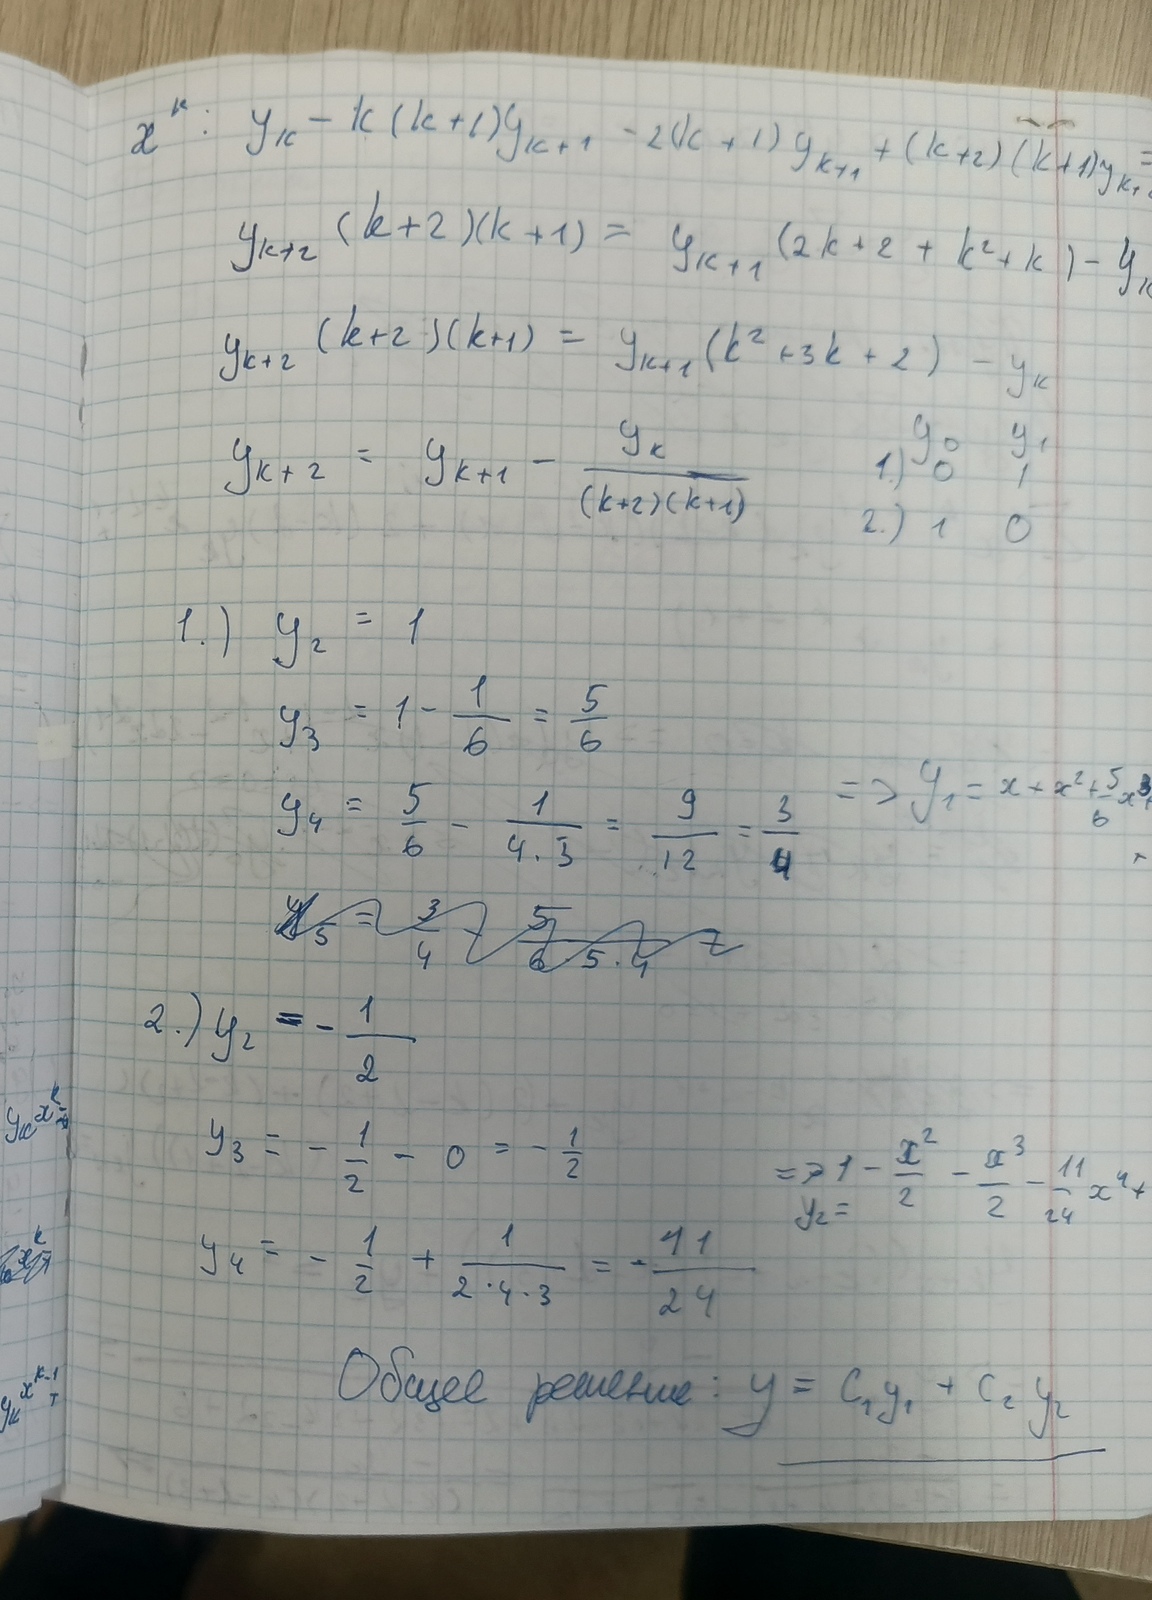 x^k: y_k - k(k+1)y_{k+1} - 2(k+1)y_{k+1} + (k+2)(k+1)y_{k+2} =
y_{k+2} (k+2)(k+1) = y_{k+1} (2k+2 + k²+k) - y_k
y_{k+2} (k+2)(k+1) = y_{k+1} (k²+3k+2) - y_k
y_{k+2} = y_{k+1} - y_k/((k+2)(k+1))
y_0 y_1
1.) 0 1
2.) 1 0
1.) y_2 = 1
y_3 = 1 - 1/6 = 5/6
y_4 = 5/6 - 1/(4·3) = 9/12 = 3/4
=> y_1 = x + x² + 5/6 x³ +
2.) y_2 = - 1/2
y_3 = - 1/2 - 0 = - 1/2
y_4 = - 1/2 + 1/(2·4·3) = - 11/24
=> y_2 = 1 - x²/2 - x³/2 - 11/24 x⁴ +
Общее решение: y = C_1 y_1 + C_2 y_2